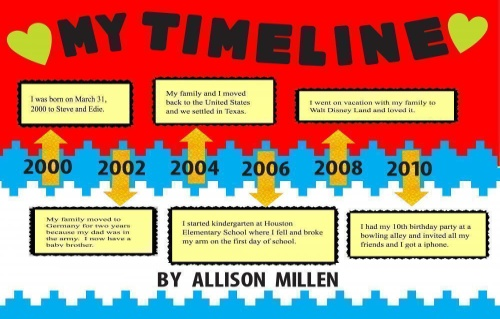 MY TIMELINE
I was born on March 31,
2000 to Steve and Edie.
My family and I moved
back to the United States
and we settled in Texas.
I went on vacation with my family to
Walt Disney Land and loved it.
2000 2002 2004 2006 2008 2010
My family moved to
Germany for two years
because my dad was in
the army. I now have a
baby brother.
I started kindergarten at Houston
Elementary School where I fell and broke
my arm on the first day of school.
I had my 10th birthday party at a
bowling alley and invited all my
friends and I got a iphone.
BY ALLISON MILLEN